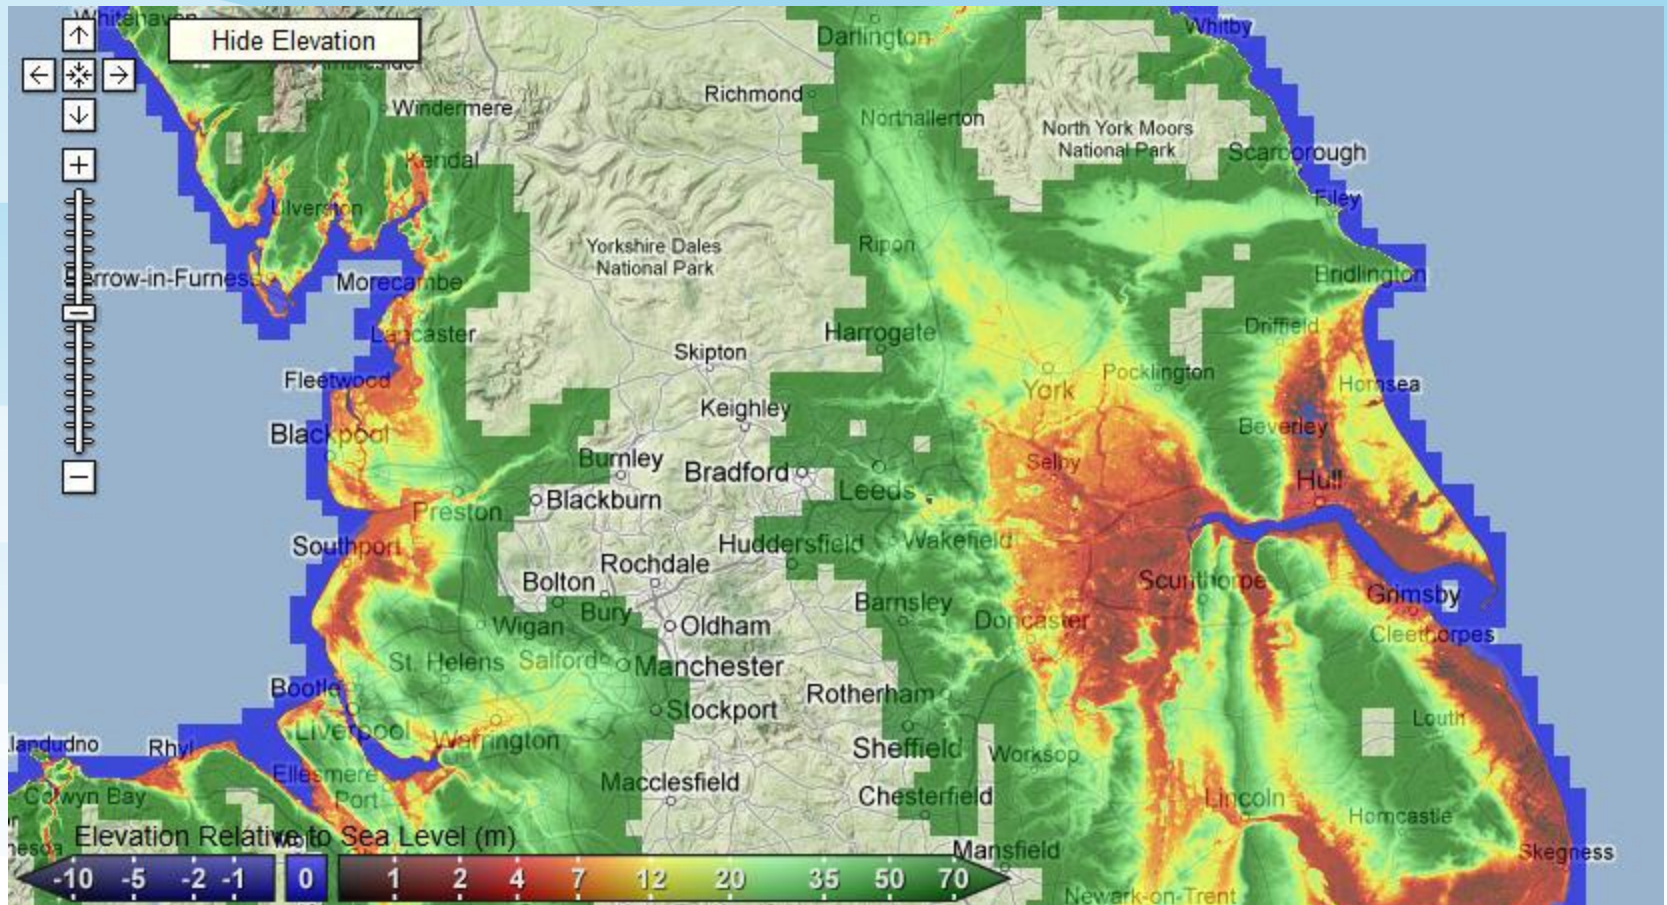 Whitehaven
Hide Elevation
Ambleside
Darlington
Whitby
Windermere
Richmond
Northallerton
North York Moors
National Park
Scarborough
Kendal
Ulverston
Filey
Yorkshire Dales
National Park
Ripon
Barrow-in-Furness
Morecambe
Bridlington
Lancaster
Harrogate
Driffield
Skipton
Fleetwood
York
Pocklington
Hornsea
Keighley
Blackpool
Beverley
Burnley
Bradford
Selby
Leeds
Hull
Blackburn
Preston
Southport
Huddersfield
Wakefield
Rochdale
Bolton
Scunthorpe
Bury
Barnsley
Grimsby
Wigan
Oldham
Doncaster
Cleethorpes
St. Helens
Salford
Manchester
Bootle
Rotherham
Stockport
Liverpool
Warrington
Louth
llandudno
Rhyl
Sheffield
Worksop
Ellesmere
Port
Macclesfield
Colwyn Bay
Chesterfield
Lincoln
Horncastle
Elevation Relative to Sea Level (m)
Mansfield
Skegness
-10 -5 -2 -1 0 1 2 4 7 12 20 35 50 70
Newark-on-Trent